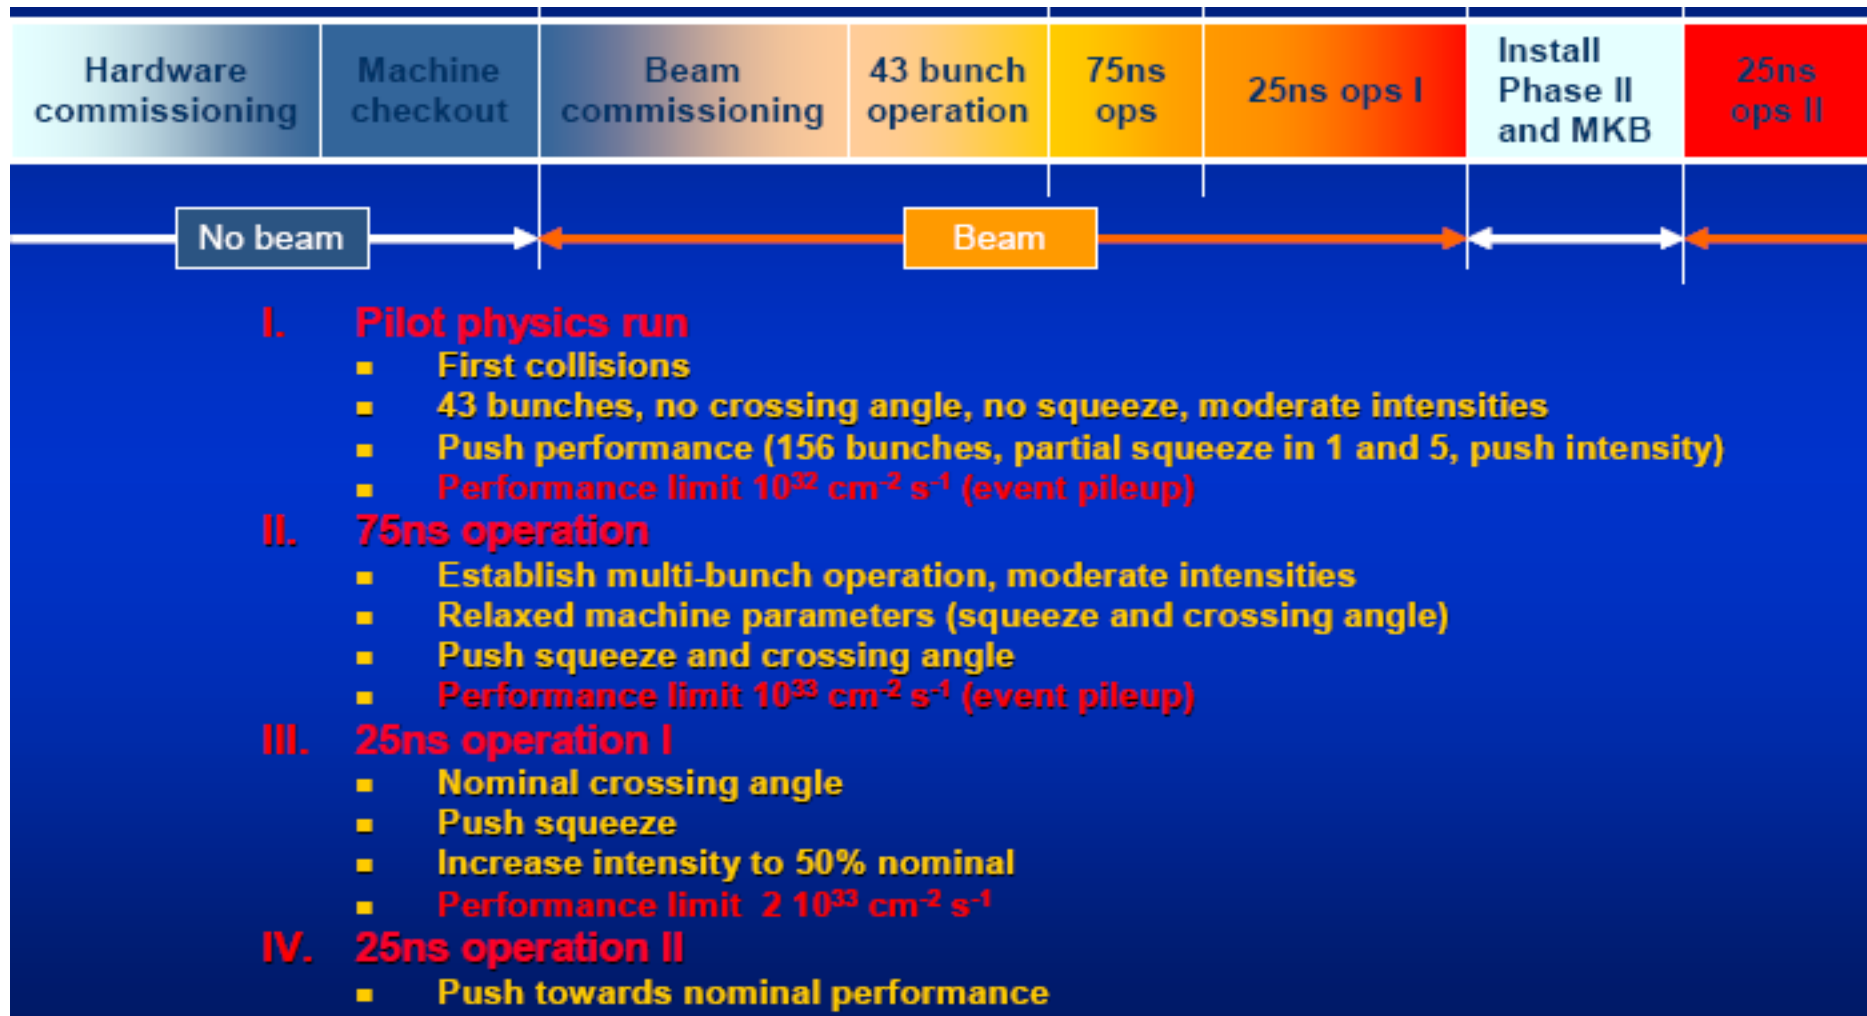 Hardware
commissioning
Machine
checkout
Beam
commissioning
43 bunch
operation
75ns
ops
25ns ops I
Install
Phase II
and MKB
25ns
ops II
No beam
Beam
I. Pilot physics run
▪ First collisions
▪ 43 bunches, no crossing angle, no squeeze, moderate intensities
▪ Push performance (156 bunches, partial squeeze in 1 and 5, push intensity)
▪ Performance limit 10³² cm⁻² s⁻¹ (event pileup)
II. 75ns operation
▪ Establish multi-bunch operation, moderate intensities
▪ Relaxed machine parameters (squeeze and crossing angle)
▪ Push squeeze and crossing angle
▪ Performance limit 10³³ cm⁻² s⁻¹ (event pileup)
III. 25ns operation I
▪ Nominal crossing angle
▪ Push squeeze
▪ Increase intensity to 50% nominal
▪ Performance limit 2 10³³ cm⁻² s⁻¹
IV. 25ns operation II
▪ Push towards nominal performance